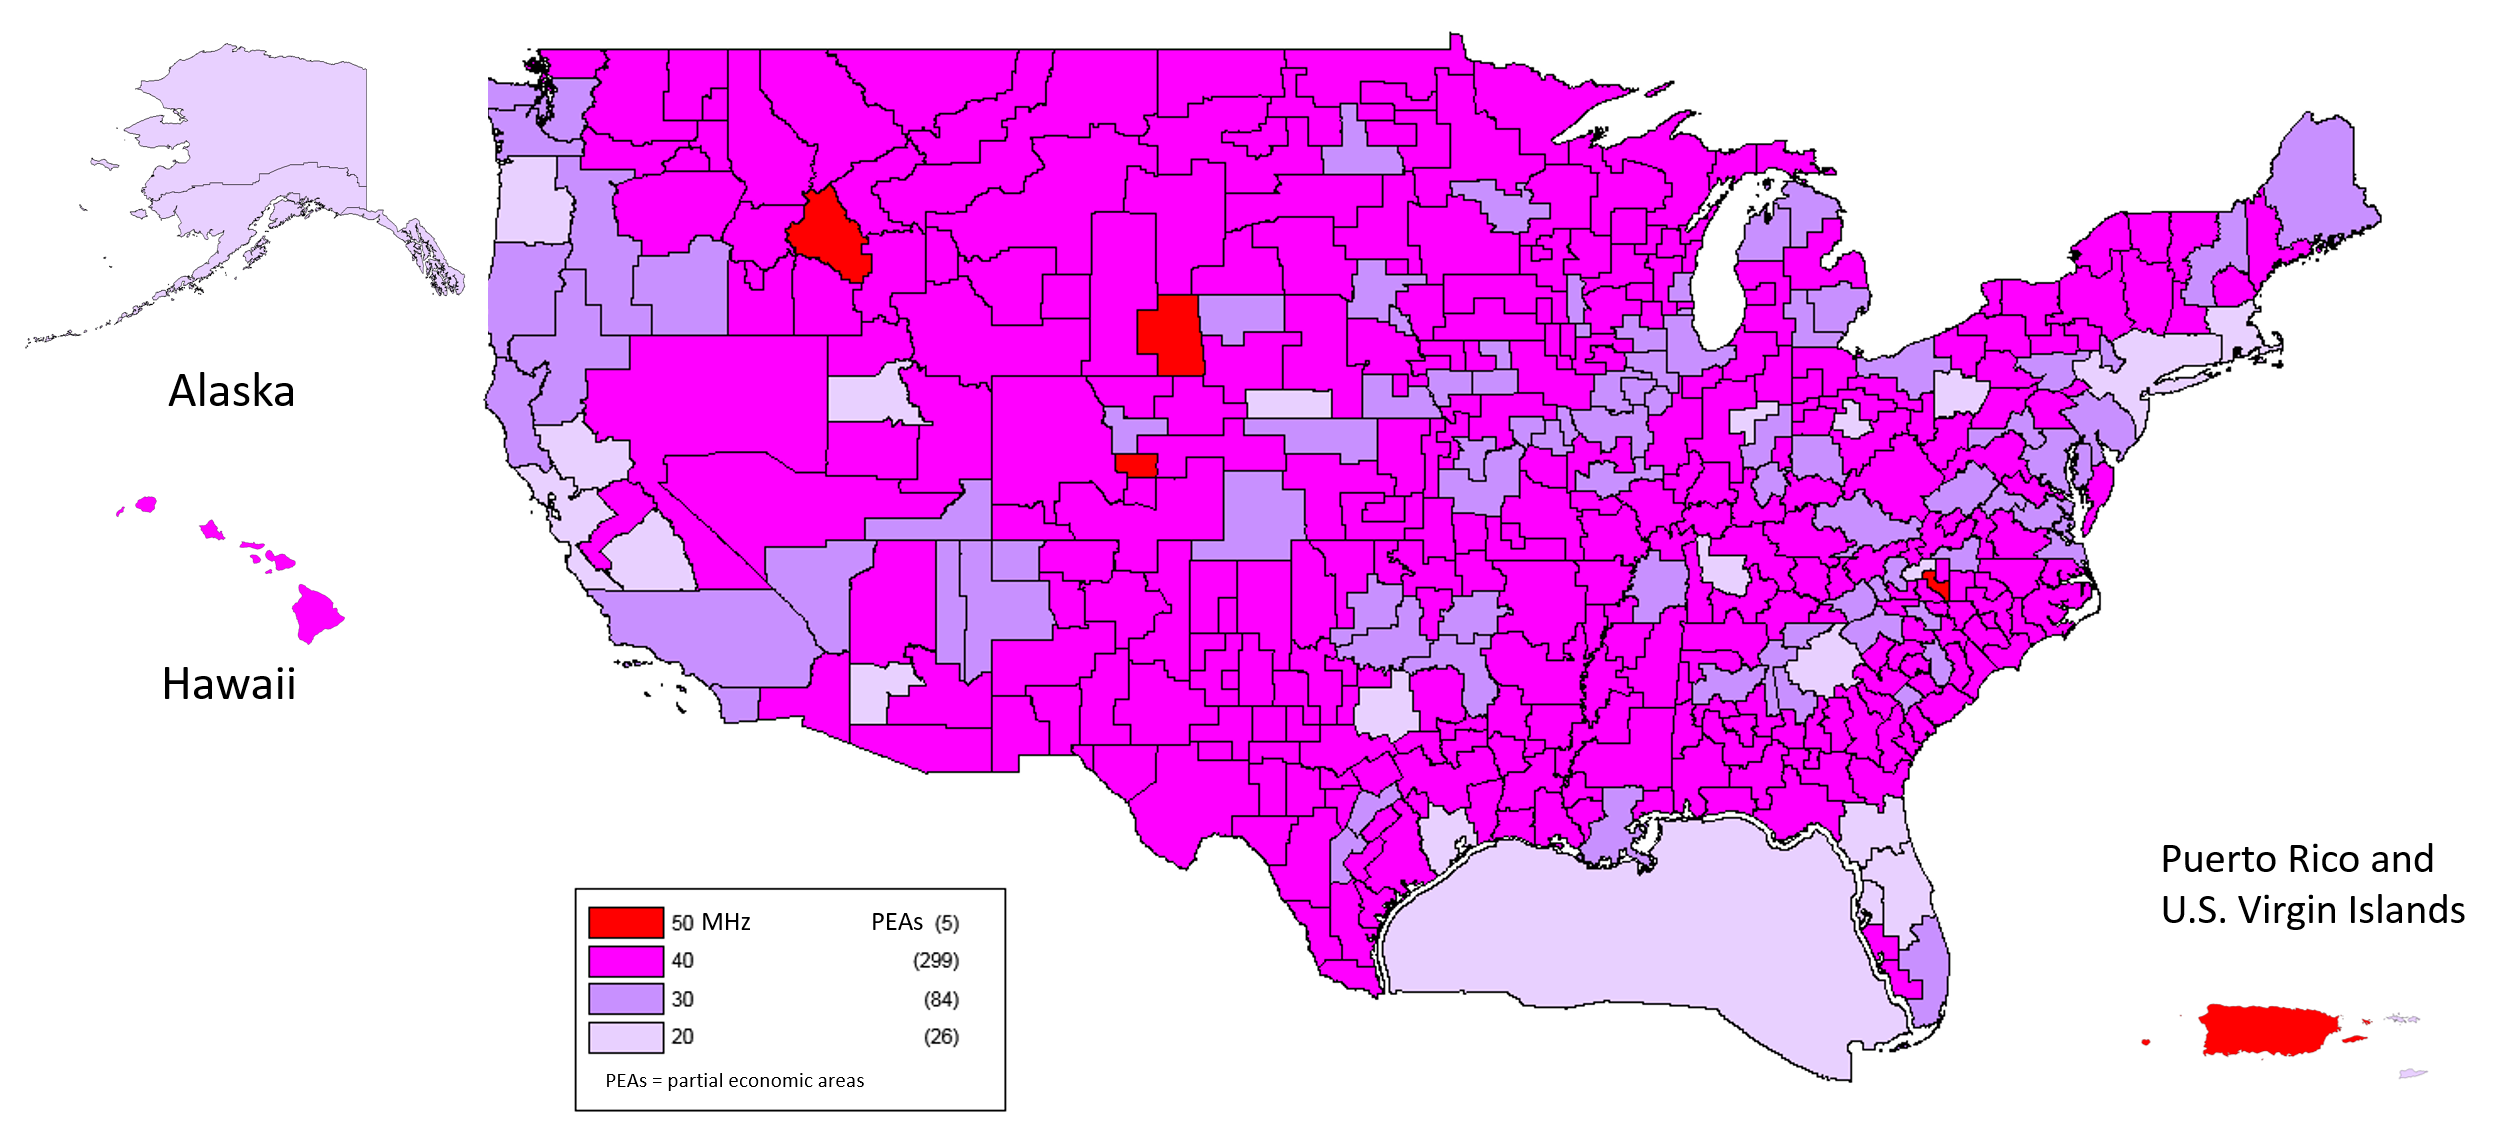 Alaska
Hawaii
Puerto Rico and
U.S. Virgin Islands
50 MHz PEAs (5)
40 (299)
30 (84)
20 (26)
PEAs = partial economic areas